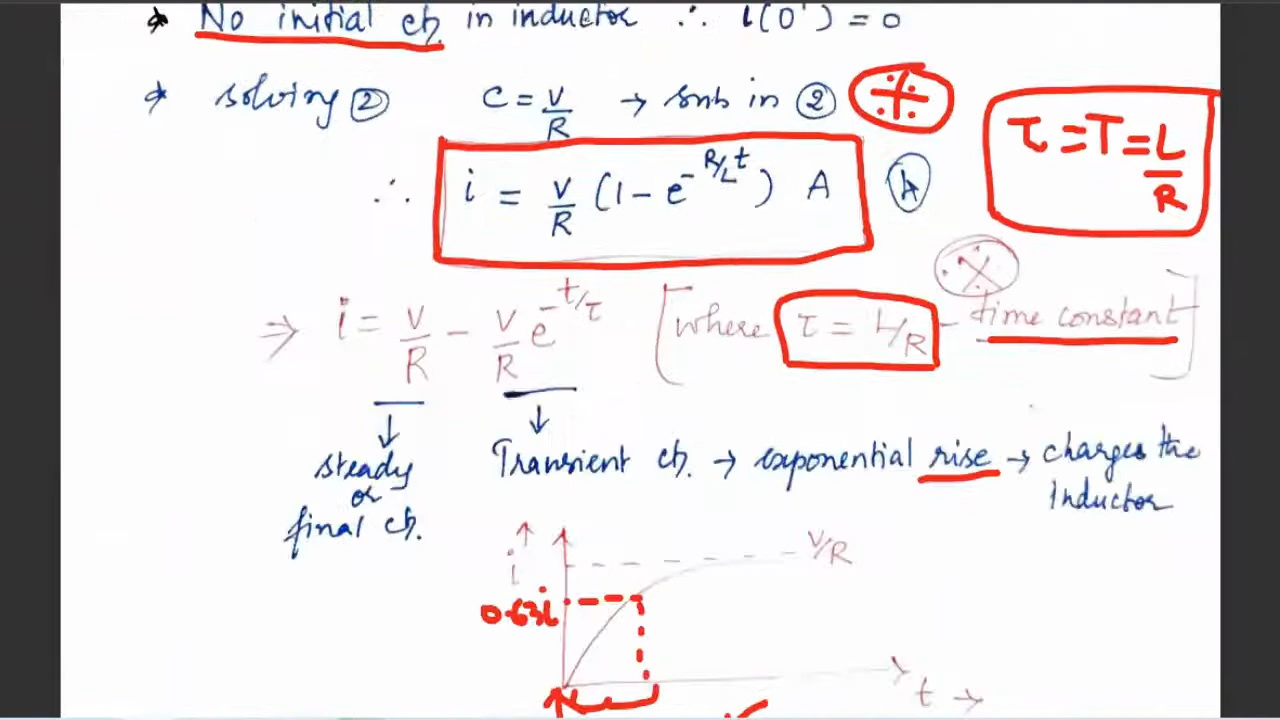 * No initial ch. in inductor ∴ i(0⁺) = 0
* solving ② C = V/R → sub in ②
τ = T = L/R
∴ i = V/R (1 - e^-R/L t) A
⇒ i = V/R - V/R e^-t/τ [where τ = L/R - time constant]
↓ ↓
steady or final ch.
Transient ch. → exponential rise → charges the inductor
i ↑
V/R
0.63i
t →